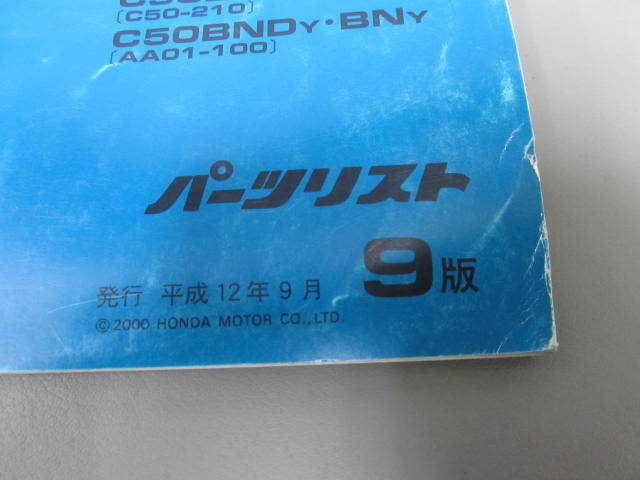 [C50-210]
C50BNDY・BNY
[AA01-100]
パーツリスト
9版
発行 平成12年9月
©2000 HONDA MOTOR CO., LTD.